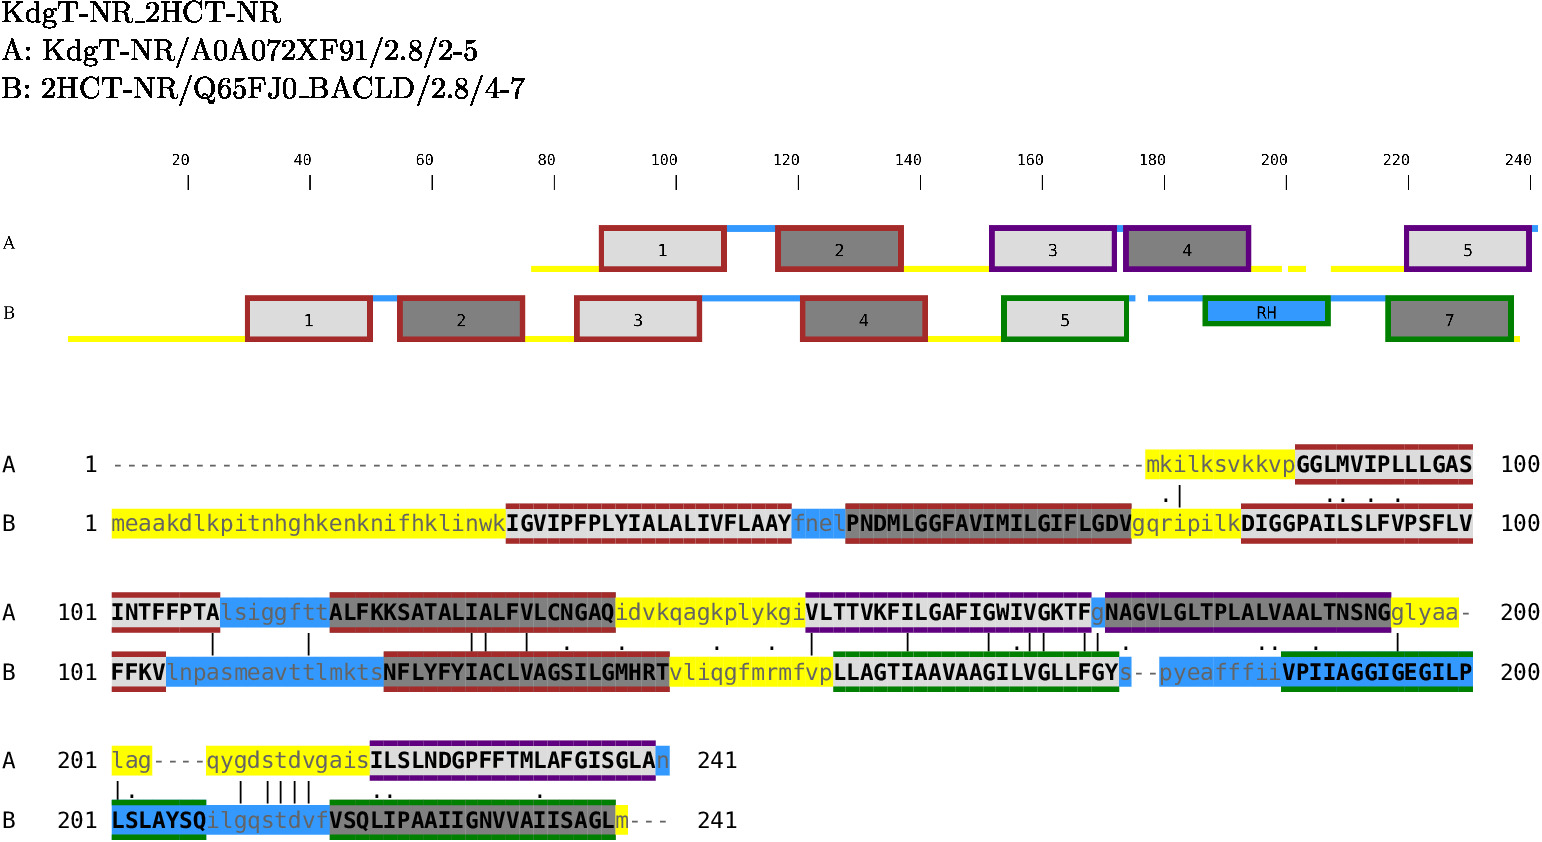 KdgT-NR_2HCT-NR
A: KdgT-NR/A0A072XF91/2.8/2-5
B: 2HCT-NR/Q65FJ0_BACLD/2.8/4-7
20 40 60 80 100 120 140 160 180 200 220 240
A 1 2 3 4 5
B 1 2 3 4 5 RH 7
A 1 ----------------------------------------------------------------------------mkilksvkkvpGGLMVIPLLLGAS 100
. | .. . .
B 1 meaakdlkpitnhghkenknifhklinwkIGVIPFPLYIALALIVFLAAYfnelPNDMLGGFAVIMILGIFLGDVgqripilkDIGGPAILSLFVPSFLV 100
A 101 INTFFPTAlsiggfttALFKKSATALIALFVLCNGAQidvkqagkplykgiVLTTVKFILGAFIGWIVGKTFgNAGVLGLTPLALVAALTNSNGglyaa- 200
| | || | . . . . | | |.|| || . .. . |
B 101 FFKVlnpasmeavttlmktsNFLYFYIACLVAGSILGMHRTvliqgfmrmfvpLLAGTIAAVAAGILVGLLFGYs--pyeafffiiVPIIAGGIGEGILP 200
A 201 lag----qygdstdvgaisILSLNDGPFFTMLAFGISGLAn 241
|. | |||| .. .
B 201 LSLAYSQilgqstdvfVSQLIPAAIIGNVVAIISAGLm--- 241